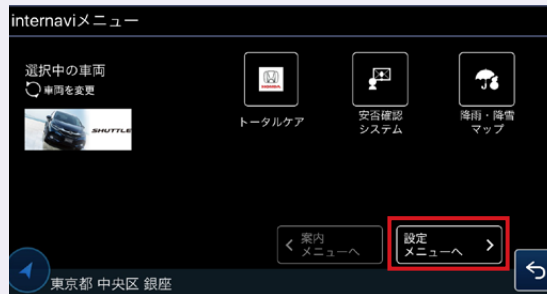 internaviメニュー
選択中の車両
車両を変更
SHUTTLE
HONDA
トータルケア
安否確認
システム
降雨・降雪
マップ
案内
メニューへ
設定
メニューへ
東京都 中央区 銀座